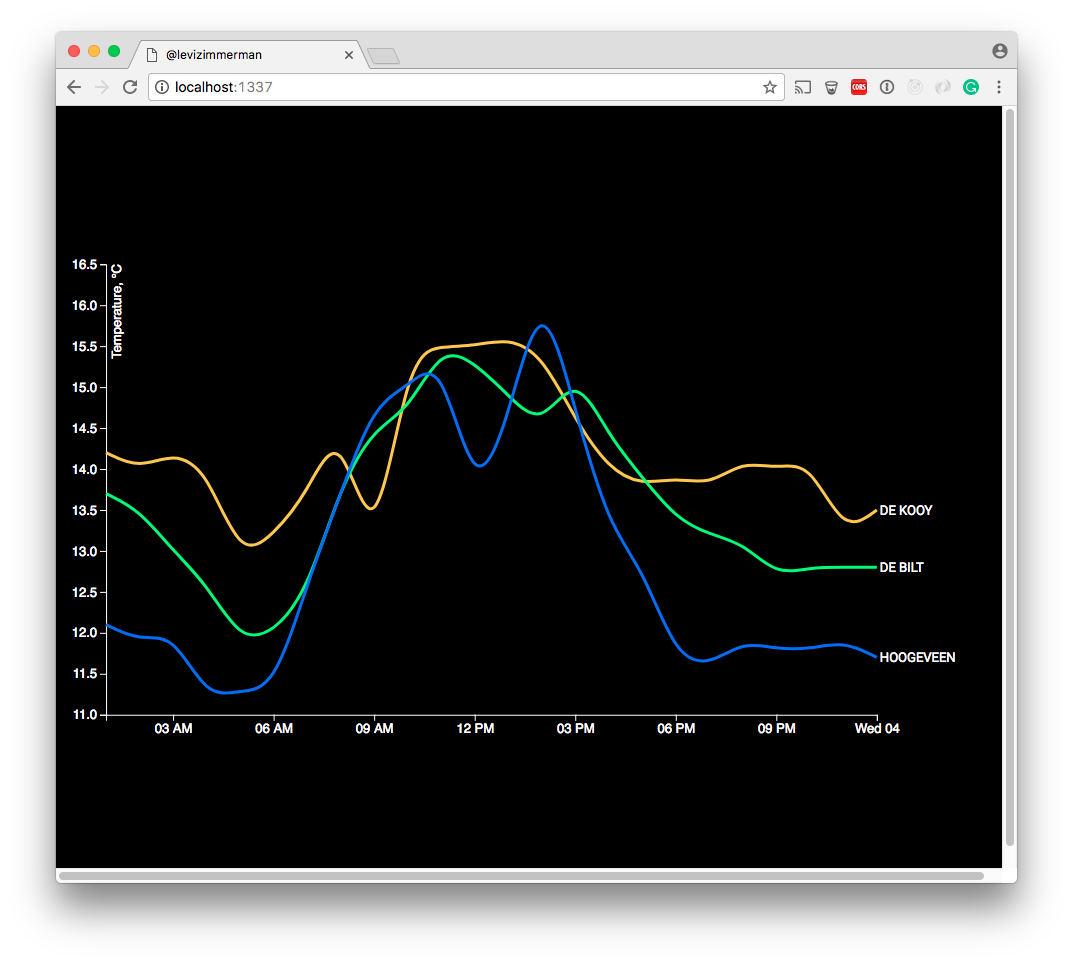 @levizimmerman
localhost:1337
CORS
16.5
Temperature, ºC
16.0
15.5
15.0
14.5
14.0
13.5
DE KOOY
13.0
DE BILT
12.5
12.0
HOOGEVEEN
11.5
11.0
03 AM 06 AM 09 AM 12 PM 03 PM 06 PM 09 PM Wed 04